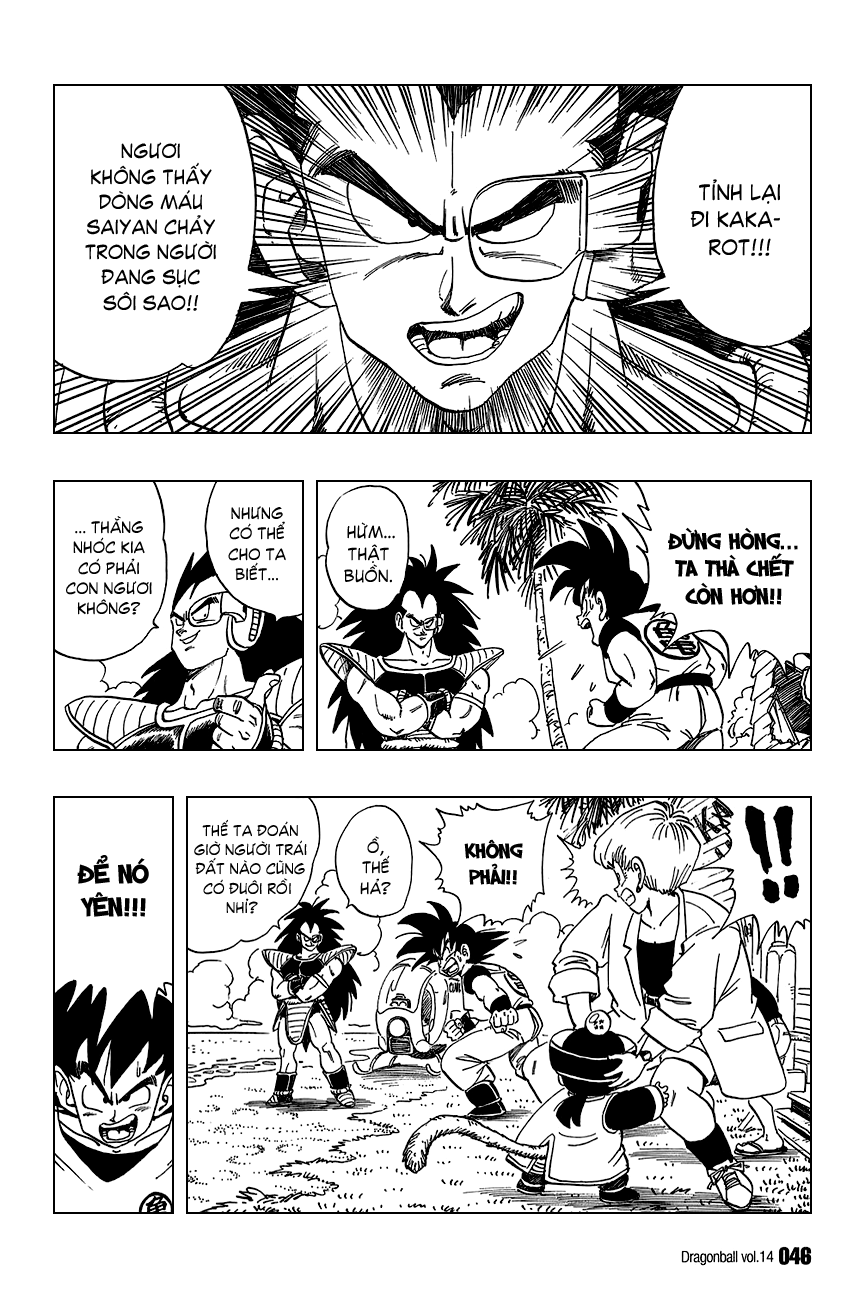 TỈNH LẠI
ĐI KAKA-
ROT!!!
NGƯƠI
KHÔNG THẤY
DÒNG MÁU
SAIYAN CHẢY
TRONG NGƯỜI
ĐANG SỤC
SÔI SAO!!
ĐỪNG HÒNG...
TA THÀ CHẾT
CÒN HƠN!!
HỪM...
THẬT
BUỒN.
NHƯNG
CÓ THỂ
CHO TA
BIẾT...
... THẰNG
NHÓC KIA
CÓ PHẢI
CON NGƯƠI
KHÔNG?
!!
KHÔNG
PHẢI!!
Ồ,
THẾ
HẢ?
THẾ TA ĐOÁN
GIỜ NGƯỜI TRÁI
ĐẤT NÀO CŨNG
CÓ ĐUÔI RỒI
NHỈ?
ĐỂ NÓ
YÊN!!!
亀
Dragonball vol.14 046